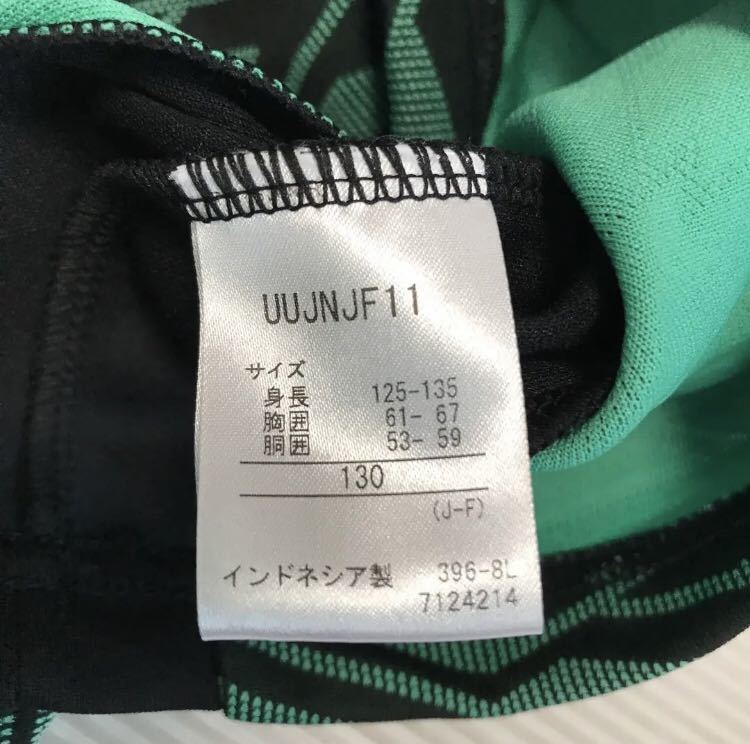 UUJNJF11
サイズ
身長 125-135
胸囲 61- 67
胴囲 53- 59
130
(J-F)
インドネシア製 396-8L
7124214